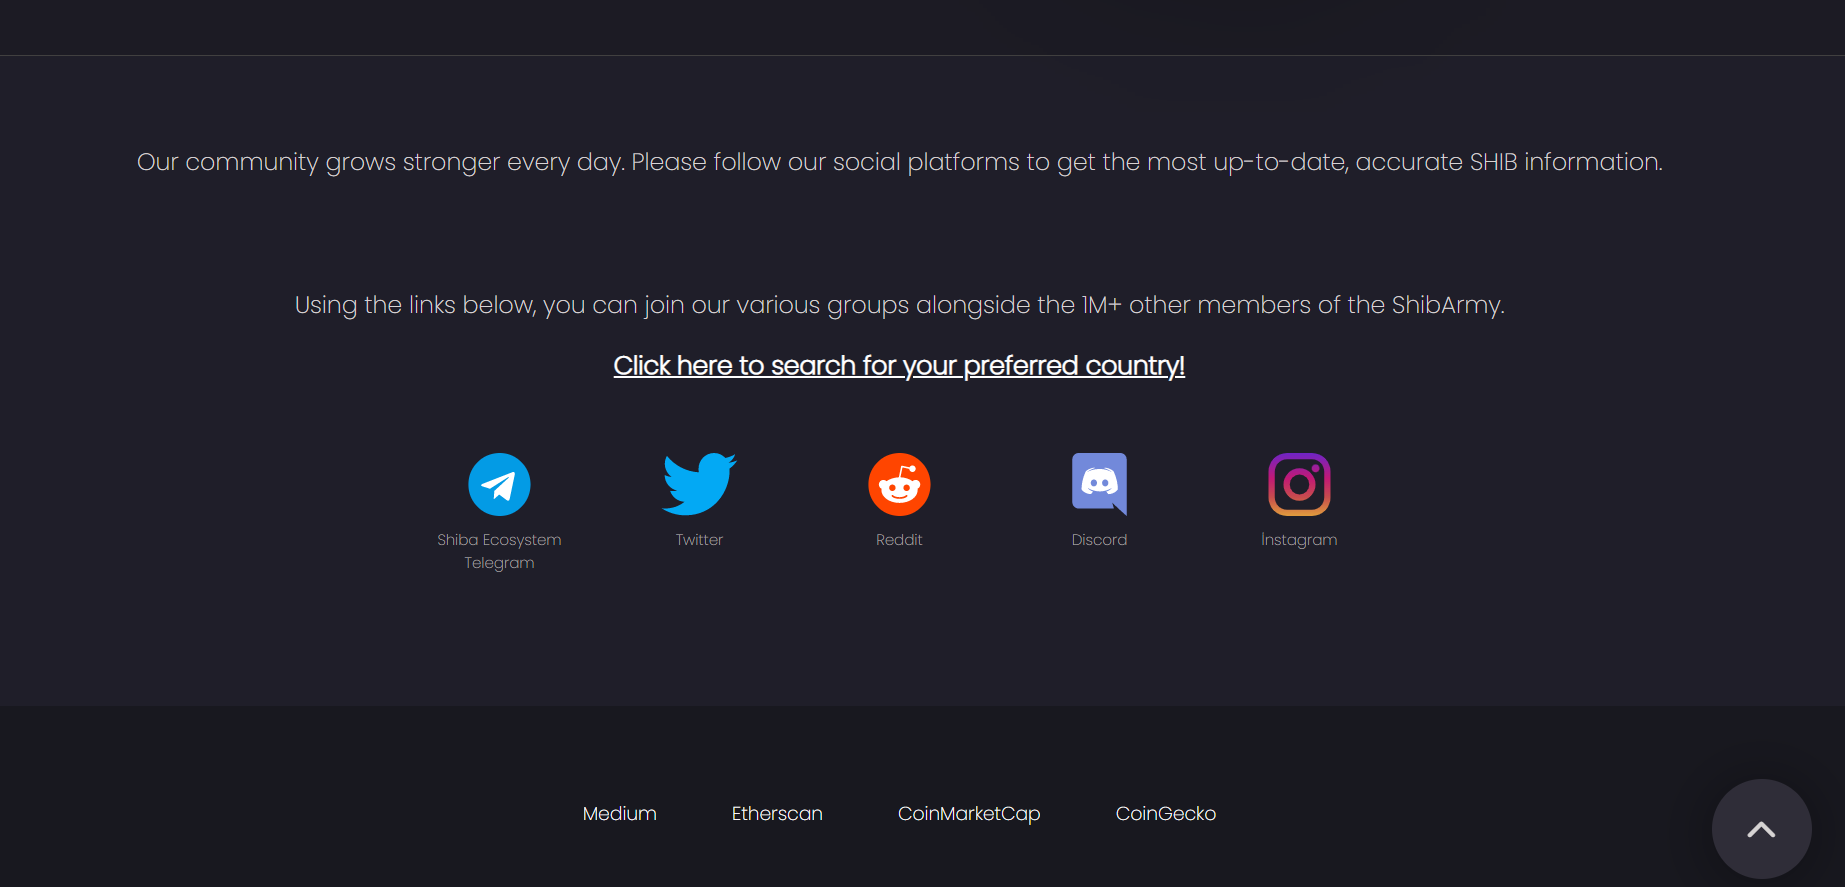 Our community grows stronger every day. Please follow our social platforms to get the most up-to-date, accurate SHIB information.
Using the links below, you can join our various groups alongside the 1M+ other members of the ShibArmy.
Click here to search for your preferred country!
Shiba Ecosystem
Telegram
Twitter
Reddit
Discord
İnstagram
Medium
Etherscan
CoinMarketCap
CoinGecko